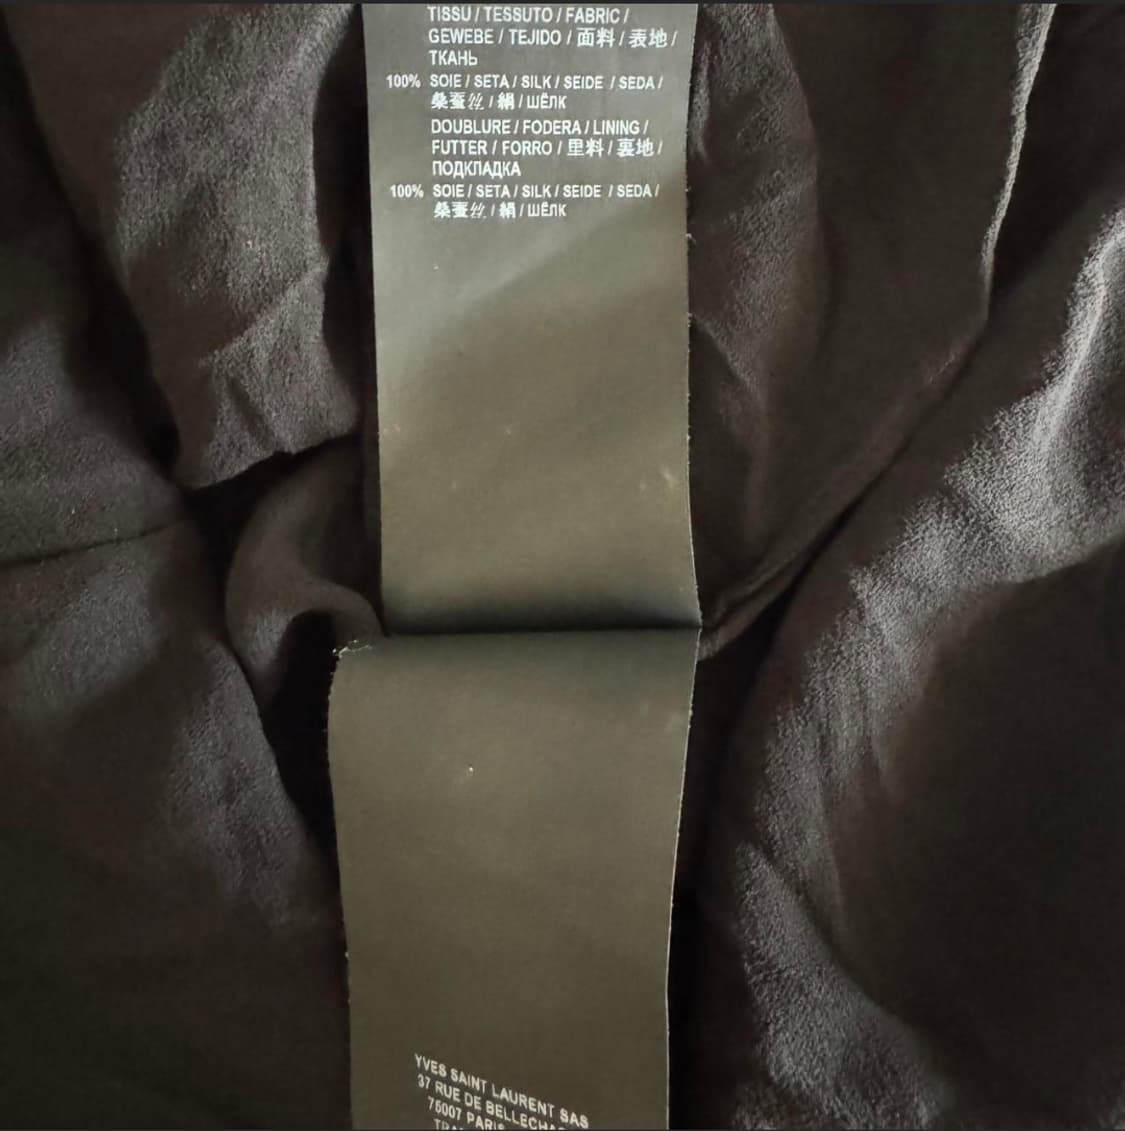 TISSU / TESSUTO / FABRIC /
GEWEBE / TEJIDO / 面料 / 表地 /
ТКАНЬ
100% SOIE / SETA / SILK / SEIDE / SEDA /
桑蚕丝 / 絹 / ШЁЛК
DOUBLURE / FODERA / LINING /
FUTTER / FORRO / 里料 / 裏地 /
ПОДКЛАДКА
100% SOIE / SETA / SILK / SEIDE / SEDA /
桑蚕丝 / 絹 / ШЁЛК
YVES SAINT LAURENT SAS
37 RUE DE BELLECHAS
75007 PARIS